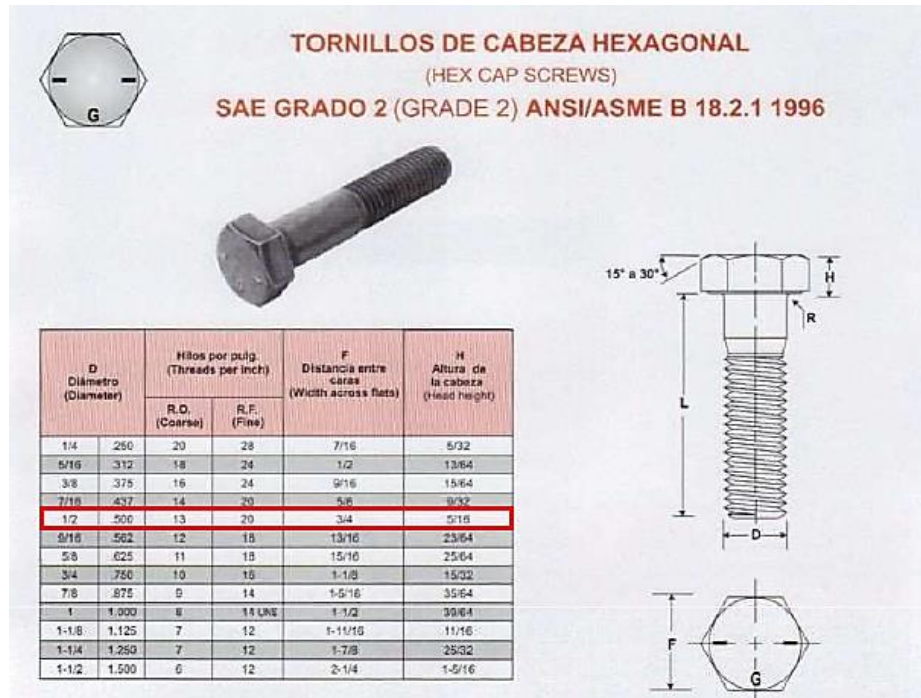 TORNILLOS DE CABEZA HEXAGONAL
(HEX CAP SCREWS)
SAE GRADO 2 (GRADE 2) ANSI/ASME B 18.2.1 1996
G
15° a 30°
H
R
L
D
F
G
D
Diámetro
(Diameter)
Hilos por pulg.
(Threads per inch)
F
Distancia entre
caras
(Width across flats)
H
Altura de
la cabeza
(Head height)
R.O.
(Coarse)
R.F.
(Fine)
1/4 .250 20 28 7/16 5/32
5/16 .312 18 24 1/2 13/64
3/8 .375 16 24 9/16 15/64
7/16 .437 14 20 5/8 9/32
1/2 .500 13 20 3/4 5/16
9/16 .562 12 18 13/16 23/64
5/8 .625 11 18 15/16 25/64
3/4 .750 10 16 1-1/8 15/32
7/8 .875 9 14 1-5/16 35/64
1 1.000 8 14 UNS 1-1/2 39/64
1-1/8 1.125 7 12 1-11/16 11/16
1-1/4 1.250 7 12 1-7/8 25/32
1-1/2 1.500 6 12 2-1/4 1-5/16